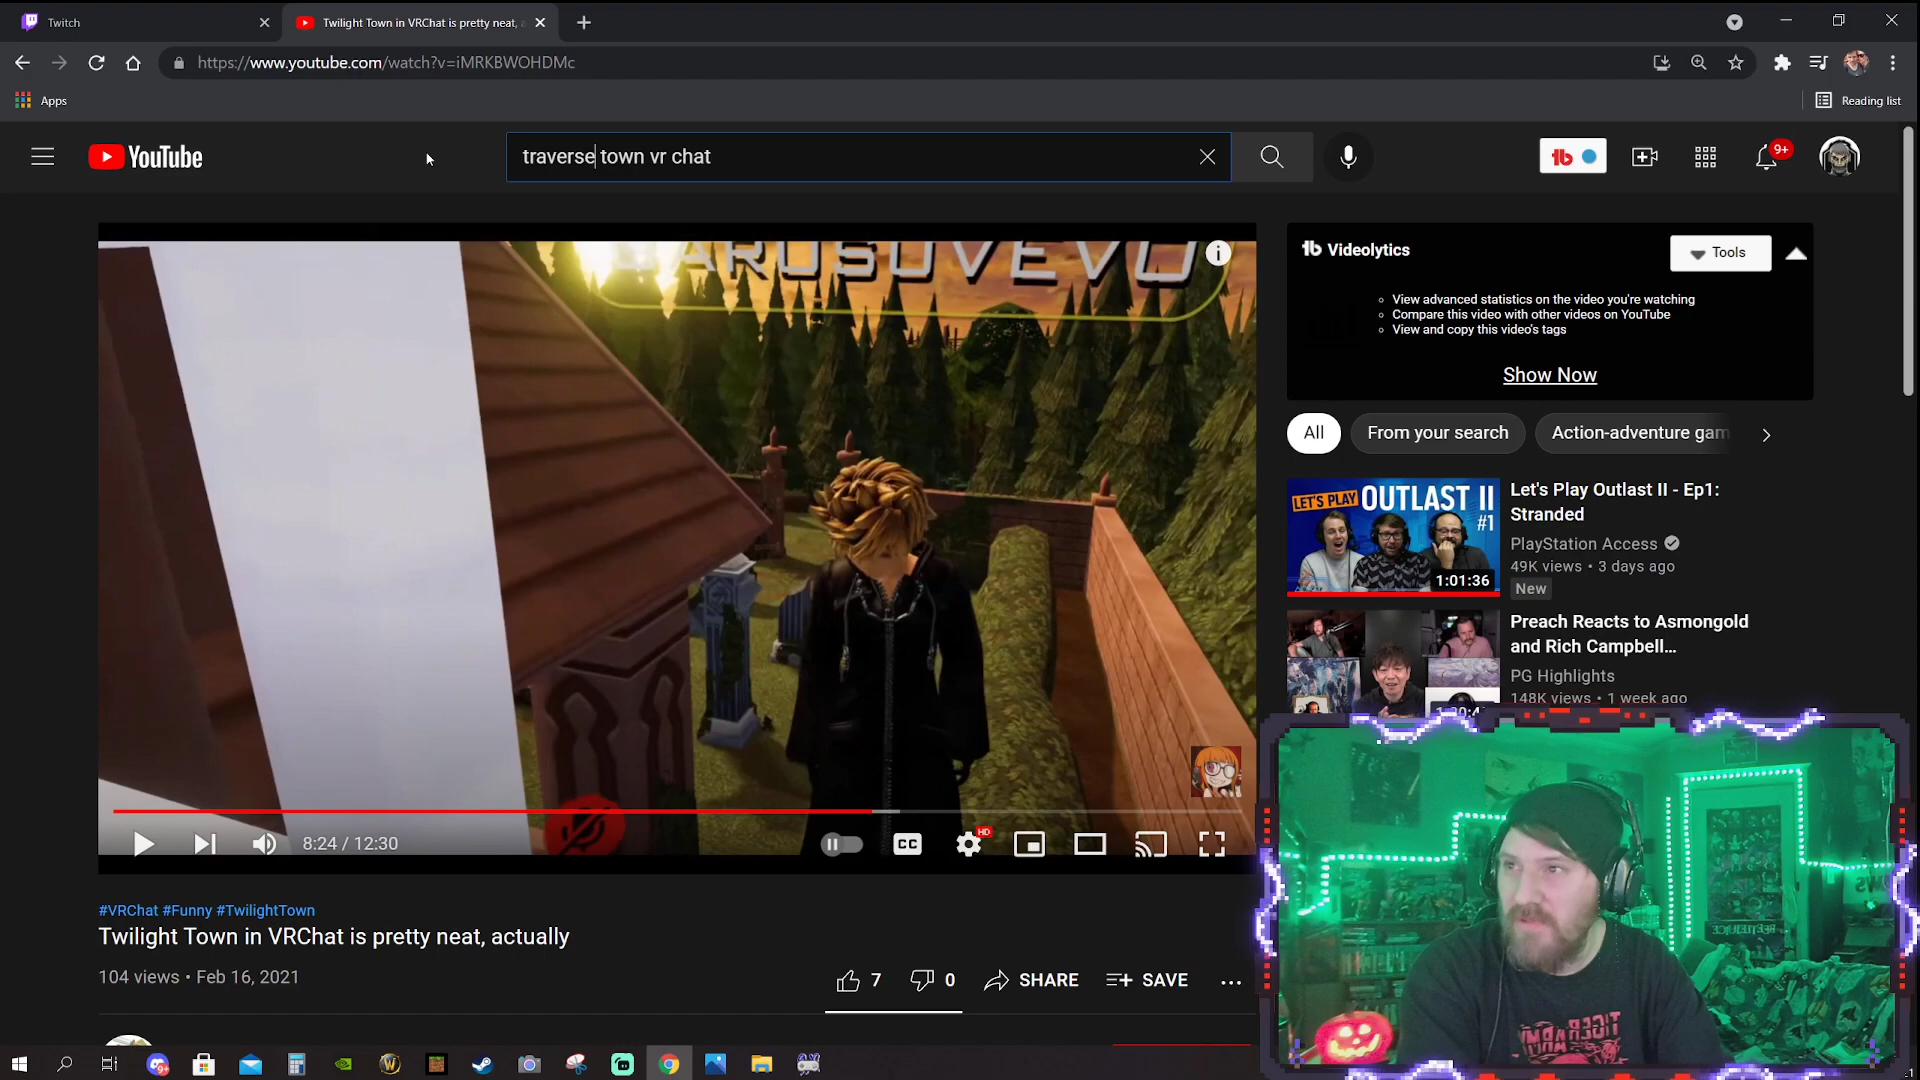 Twitch
Twilight Town in VRChat is pretty neat, a
https://www.youtube.com/watch?v=iMRKBWOHDMc
Apps
Reading list
YouTube
traverse town vr chat
9+
AROSUVEVO
Videolytics
Tools
View advanced statistics on the video you're watching
Compare this video with other videos on YouTube
View and copy this video's tags
Show Now
All
From your search
Action-adventure gam
LET'S PLAY OUTLAST II
#1
1:01:36
Let's Play Outlast II - Ep1:
Stranded
PlayStation Access
49K views • 3 days ago
New
Preach Reacts to Asmongold
and Rich Campbell...
PG Highlights
148K views • 1 week ago
8:24 / 12:30
CC
HD
#VRChat #Funny #TwilightTown
Twilight Town in VRChat is pretty neat, actually
104 views • Feb 16, 2021
7
0
SHARE
SAVE
BEETLEJUICE
TIGER ARMY